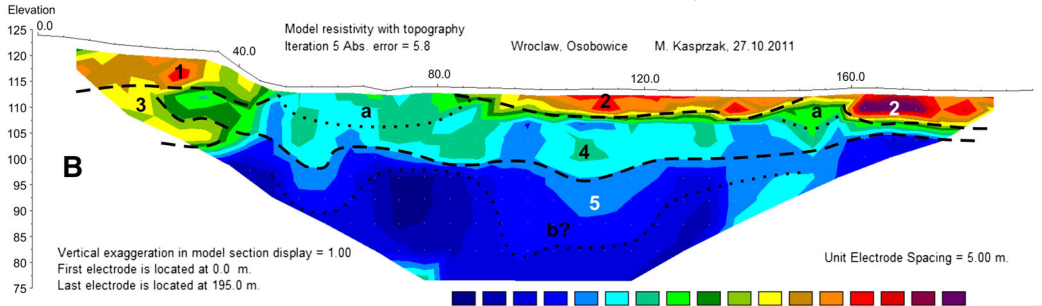 Elevation
125
120
115
110
105
100
95
90
85
80
75
0.0
40.0
80.0
120.0
160.0
Model resistivity with topography
Iteration 5 Abs. error = 5.8
Wroclaw, Osobowice M. Kasprzak, 27.10.2011
1
2
3
a
a
2
4
5
B
b?
Vertical exaggeration in model section display = 1.00
First electrode is located at 0.0 m.
Last electrode is located at 195.0 m.
Unit Electrode Spacing = 5.00 m.